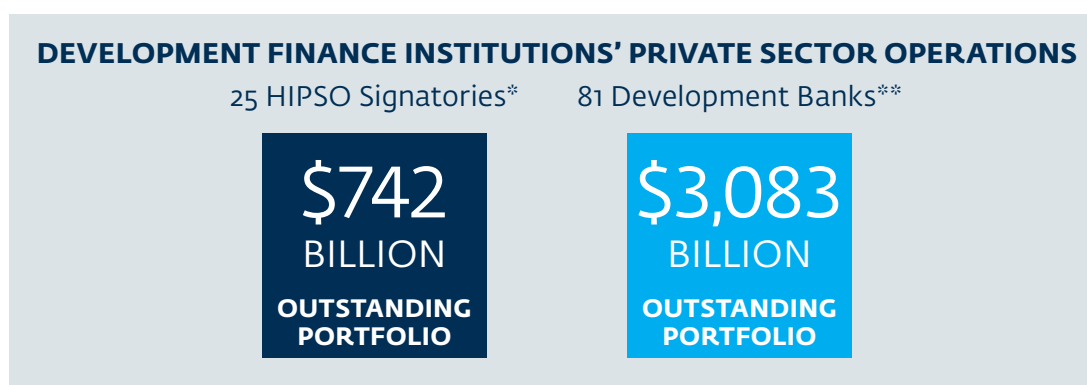 DEVELOPMENT FINANCE INSTITUTIONS’ PRIVATE SECTOR OPERATIONS
25 HIPSO Signatories*
81 Development Banks**
$742
BILLION
OUTSTANDING
PORTFOLIO
$3,083
BILLION
OUTSTANDING
PORTFOLIO